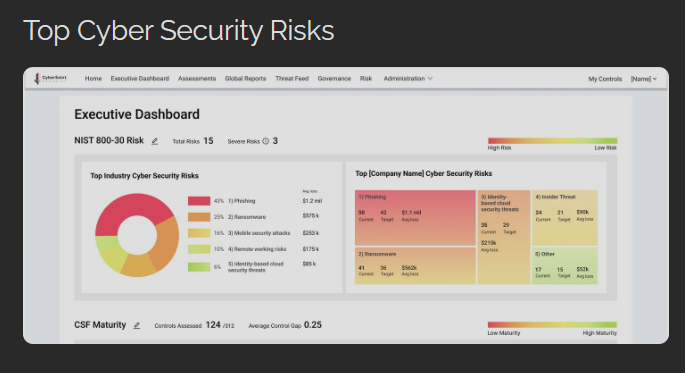 Top Cyber Security Risks
CyberSaint
Home Executive Dashboard Assessments Global Reports Threat Feed Governance Risk Administration My Controls [Name]
Executive Dashboard
NIST 800-30 Risk Total Risks 15 Severe Risks 3
High Risk Low Risk
Top Industry Cyber Security Risks
Avg. loss
43% 1) Phishing $1.2 mil
25% 2) Ransomware $375 k
16% 3) Mobile security attacks $253 k
10% 4) Remote working risks $175 k
6% 5) Identity-based cloud security threats $85 k
Top [Company Name] Cyber Security Risks
1) Phishing
50 42 $1.1 mil
Current Target Avg loss
2) Ransomware
41 36 $562k
Current Target Avg loss
3) Identity-based cloud security threats
35 29
Current Target
$215k
Avg loss
4) Insider Threat
24 21 $90k
Current Target Avg loss
5) Other
17 15 $52k
Current Target Avg loss
CSF Maturity Controls Assessed 124 /312 Average Control Gap 0.25
Low Maturity High Maturity